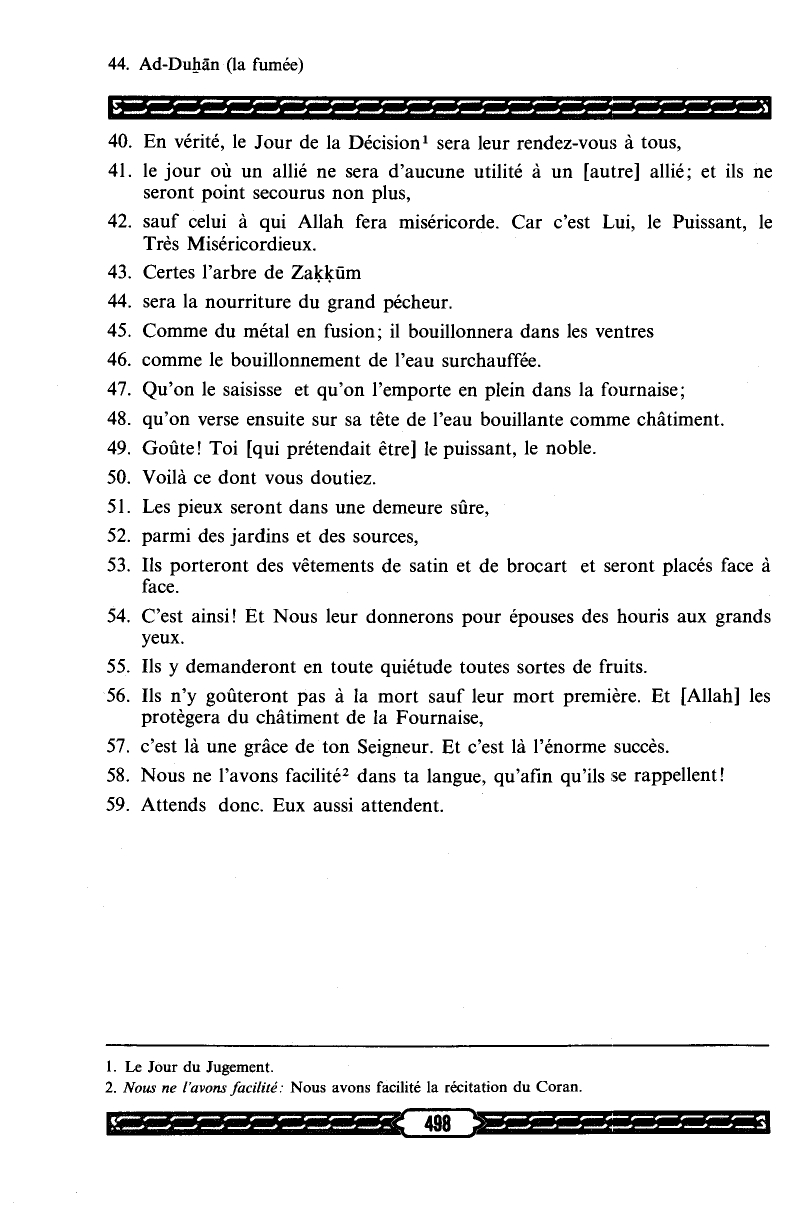 44. Ad-Duẖān (la fumée)
40. En vérité, le Jour de la Décision¹ sera leur rendez-vous à tous,
41. le jour où un allié ne sera d’aucune utilité à un [autre] allié; et ils ne
seront point secourus non plus,
42. sauf celui à qui Allah fera miséricorde. Car c’est Lui, le Puissant, le
Très Miséricordieux.
43. Certes l’arbre de Zaḳḳūm
44. sera la nourriture du grand pécheur.
45. Comme du métal en fusion; il bouillonnera dans les ventres
46. comme le bouillonnement de l’eau surchauffée.
47. Qu’on le saisisse et qu’on l’emporte en plein dans la fournaise;
48. qu’on verse ensuite sur sa tête de l’eau bouillante comme châtiment.
49. Goûte! Toi [qui prétendait être] le puissant, le noble.
50. Voilà ce dont vous doutiez.
51. Les pieux seront dans une demeure sûre,
52. parmi des jardins et des sources,
53. Ils porteront des vêtements de satin et de brocart et seront placés face à
face.
54. C’est ainsi! Et Nous leur donnerons pour épouses des houris aux grands
yeux.
55. Ils y demanderont en toute quiétude toutes sortes de fruits.
56. Ils n’y goûteront pas à la mort sauf leur mort première. Et [Allah] les
protègera du châtiment de la Fournaise,
57. c’est là une grâce de ton Seigneur. Et c’est là l’énorme succès.
58. Nous ne l’avons facilité² dans ta langue, qu’afin qu’ils se rappellent!
59. Attends donc. Eux aussi attendent.
1. Le Jour du Jugement.
2. Nous ne l’avons facilité: Nous avons facilité la récitation du Coran.
498